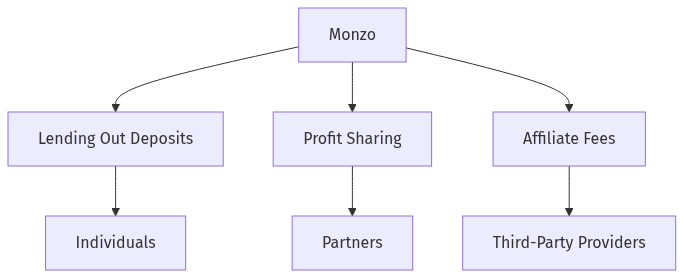 Monzo
Lending Out Deposits
Profit Sharing
Affiliate Fees
Individuals
Partners
Third-Party Providers